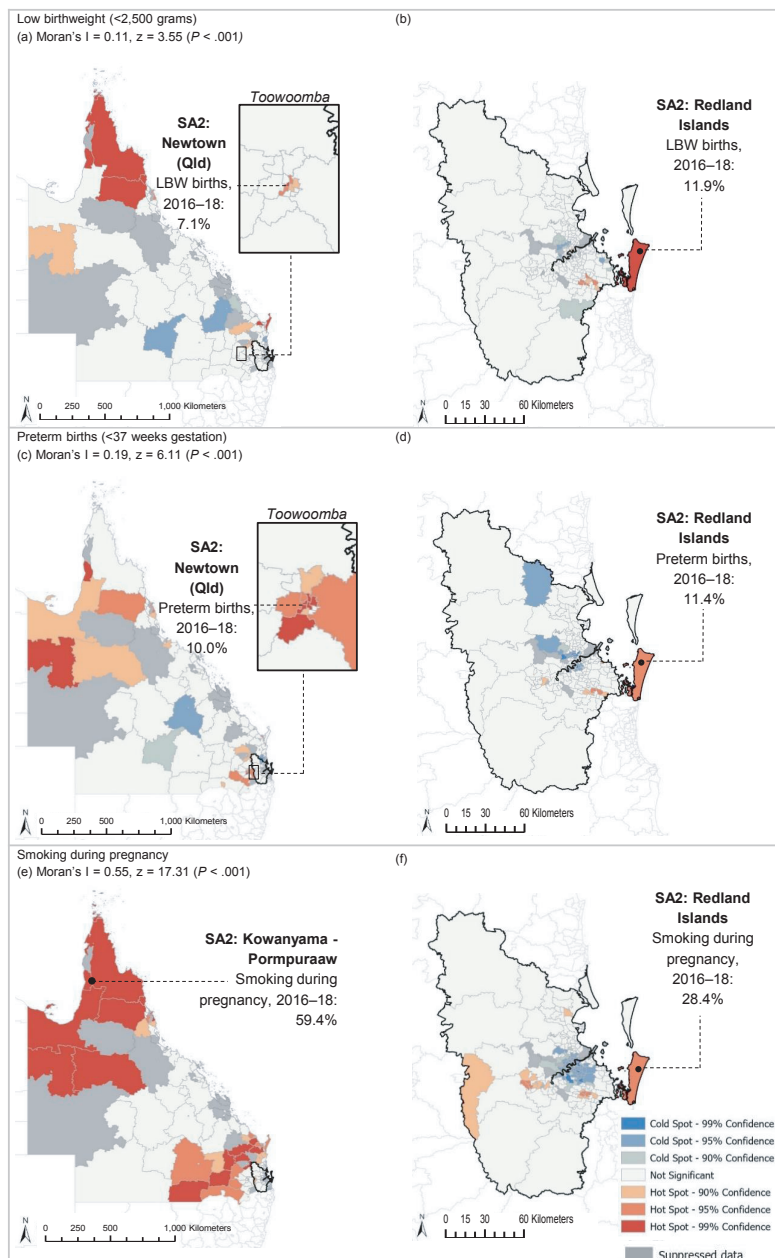 Low birthweight (<2,500 grams)
(a) Moran's I = 0.11, z = 3.55 (P < .001)
(b)
SA2:
Newtown
(Qld)
LBW births,
2016–18:
7.1%
Toowoomba
SA2: Redland
Islands
LBW births,
2016–18:
11.9%
N
0 250 500 1,000 Kilometers
N
0 15 30 60 Kilometers
Preterm births (<37 weeks gestation)
(c) Moran's I = 0.19, z = 6.11 (P < .001)
(d)
SA2:
Newtown
(Qld)
Preterm births,
2016–18:
10.0%
Toowoomba
SA2: Redland
Islands
Preterm births,
2016–18:
11.4%
N
0 250 500 1,000 Kilometers
N
0 15 30 60 Kilometers
Smoking during pregnancy
(e) Moran's I = 0.55, z = 17.31 (P < .001)
(f)
SA2: Kowanyama -
Pormpuraaw
Smoking during
pregnancy, 2016–18:
59.4%
SA2: Redland
Islands
Smoking during
pregnancy,
2016–18:
28.4%
N
0 250 500 1,000 Kilometers
N
0 15 30 60 Kilometers
Cold Spot - 99% Confidence
Cold Spot - 95% Confidence
Cold Spot - 90% Confidence
Not Significant
Hot Spot - 90% Confidence
Hot Spot - 95% Confidence
Hot Spot - 99% Confidence
Suppressed data